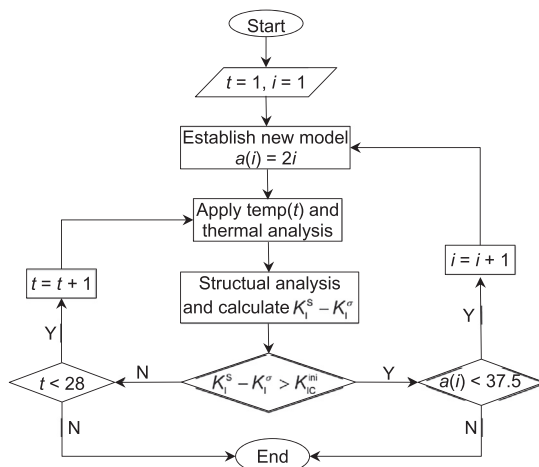 Start
t = 1, i = 1
Establish new model
a(i) = 2i
Apply temp(t) and
thermal analysis
t = t + 1
i = i + 1
Structual analysis
and calculate K_I^S − K_I^σ
Y
Y
N
Y
t < 28
K_I^S − K_I^σ > K_IC^ini
a(i) < 37.5
N
N
End